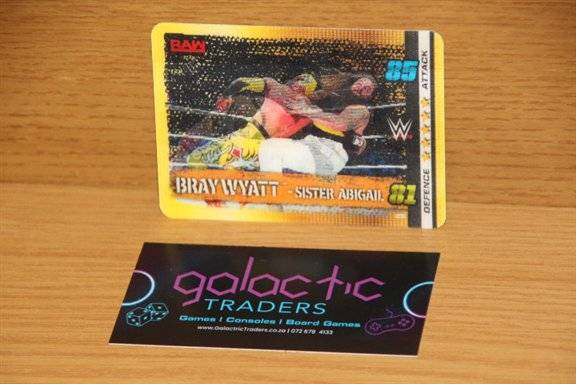 RAW
85
ATTACK
W
DEFENCE
BRAY WYATT - SISTER ABIGAIL
81
galactic
TRADERS
Games | Consoles | Board Games
www.GalacticTraders.co.za | 072 678 4133